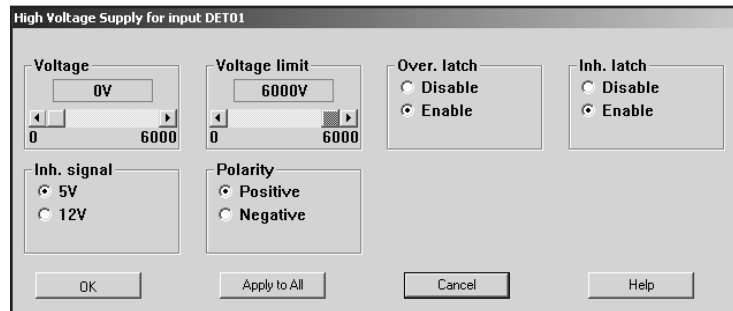 High Voltage Supply for input DET01
Voltage
0V
0 6000
Voltage limit
6000V
0 6000
Over. latch
Disable
Enable
Inh. latch
Disable
Enable
Inh. signal
5V
12V
Polarity
Positive
Negative
OK
Apply to All
Cancel
Help